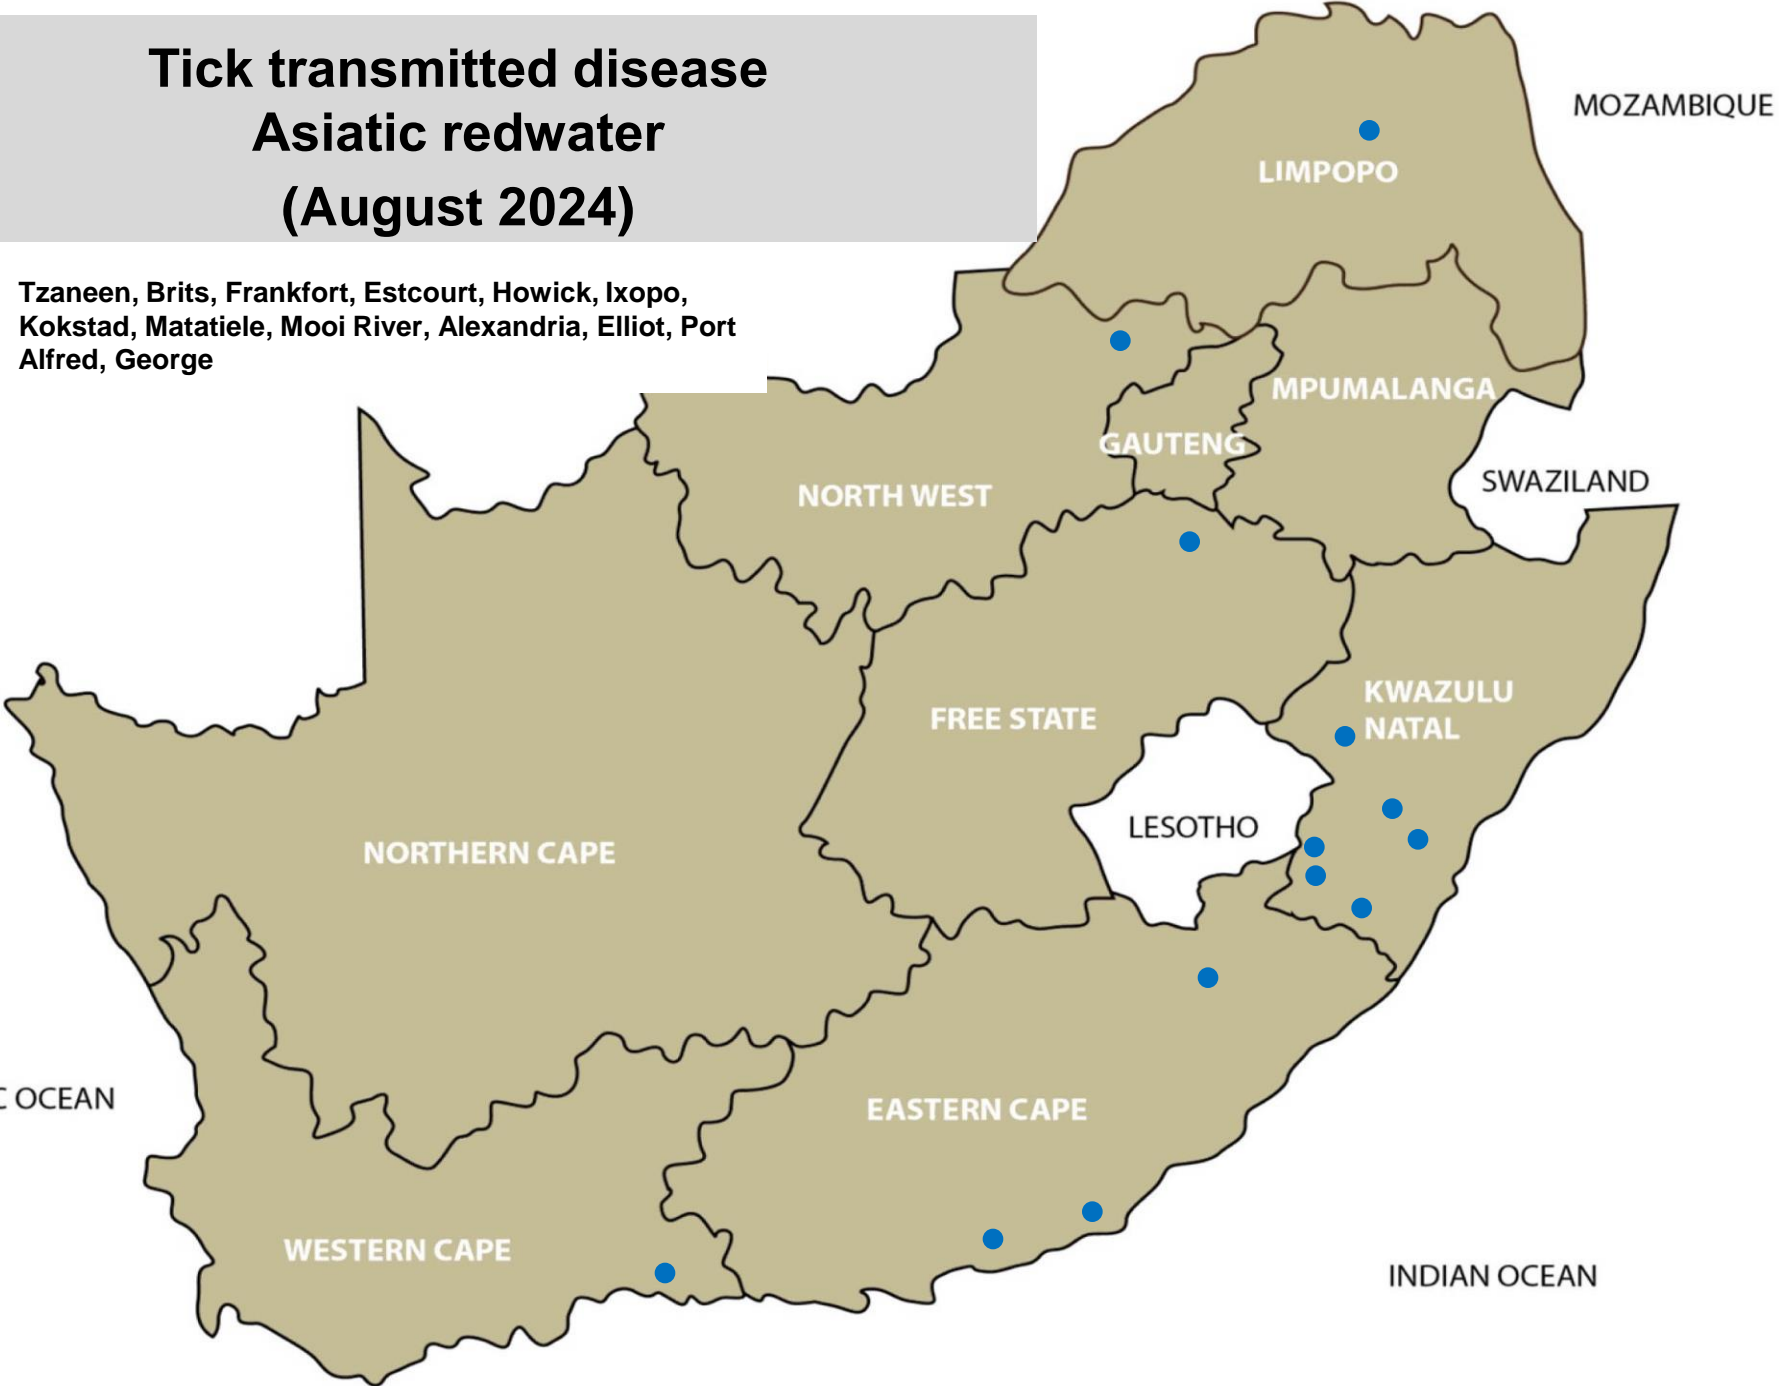 Tick transmitted disease
Asiatic redwater
(August 2024)
Tzaneen, Brits, Frankfort, Estcourt, Howick, Ixopo,
Kokstad, Matatiele, Mooi River, Alexandria, Elliot, Port
Alfred, George
MOZAMBIQUE
LIMPOPO
MPUMALANGA
GAUTENG
SWAZILAND
NORTH WEST
KWAZULU
NATAL
FREE STATE
LESOTHO
NORTHERN CAPE
C OCEAN
EASTERN CAPE
WESTERN CAPE
INDIAN OCEAN